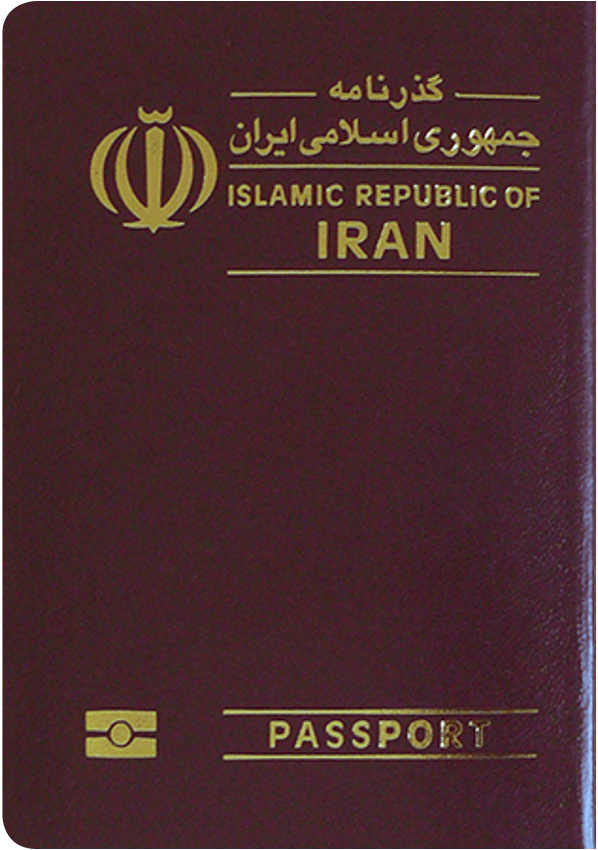 گذرنامه
جمهوری اسلامی ایران
ISLAMIC REPUBLIC OF
IRAN
PASSPORT